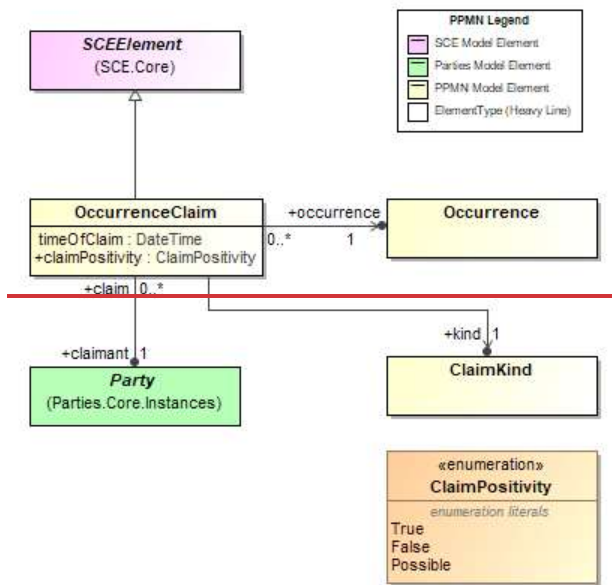 PPMN Legend
SCE Model Element
Parties Model Element
PPMN Model Element
ElementType (Heavy Line)
SCEElement
(SCE.Core)
OccurrenceClaim
timeOfClaim : DateTime
+claimPositivity : ClaimPositivity
+occurrence
0..*
1
Occurrence
+claim
0..*
+claimant
1
+kind
1
Party
(Parties.Core.Instances)
ClaimKind
«enumeration»
ClaimPositivity
enumeration literals
True
False
Possible